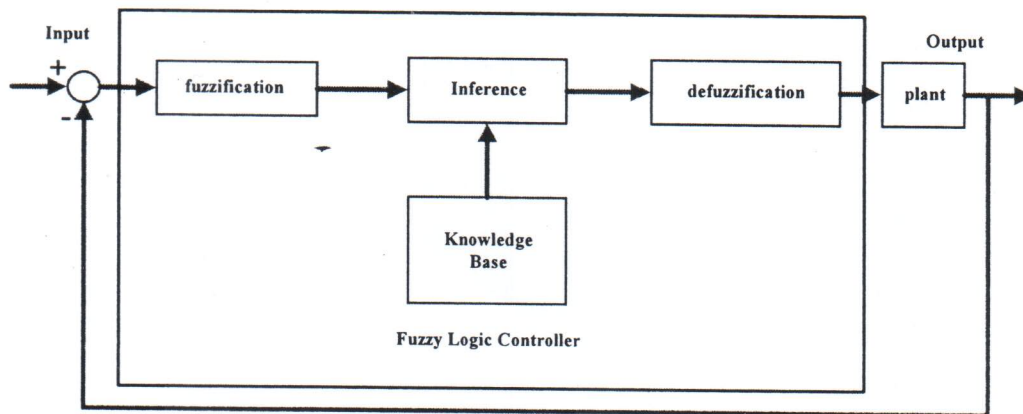 Input
Output
+
-
fuzzification
Inference
defuzzification
plant
Knowledge
Base
Fuzzy Logic Controller